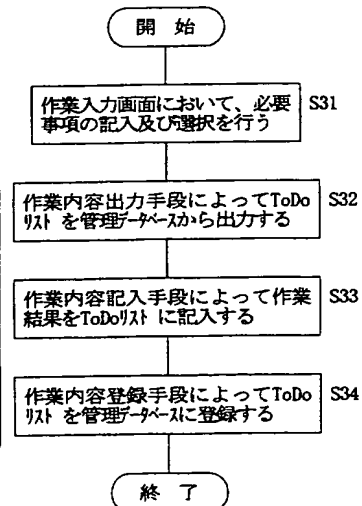 開 始
作業入力画面において、必要 S31
事項の記入及び選択を行う
作業内容出力手段によってToDo S32
リスト を管理データベースから出力する
作業内容記入手段によって作業 S33
結果をToDoリスト に記入する
作業内容登録手段によってToDo S34
リスト を管理データベースに登録する
終 了